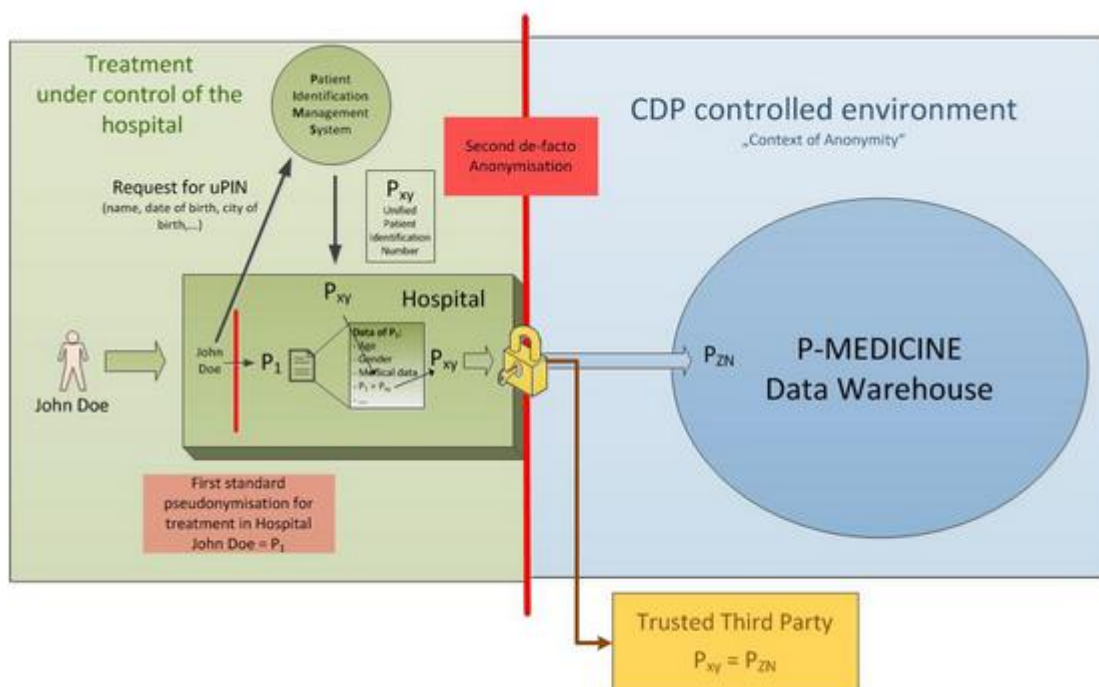 Treatment
under control of the
hospital
Patient
Identification
Management
System
Request for uPIN
(name, date of birth, city of
birth,...)
Pxy
Unified
Patient
Identification
Number
Second de-facto
Anonymisation
CDP controlled environment
„Context of Anonymity“
Hospital
Pxy
John Doe
John
Doe
P1
Data of P1:
- Age
- Gender
- Medical data
- P1 = Pxy
- ....
Pxy
PZN
P-MEDICINE
Data Warehouse
First standard
pseudonymisation for
treatment in Hospital
John Doe = P1
Trusted Third Party
Pxy = PZN